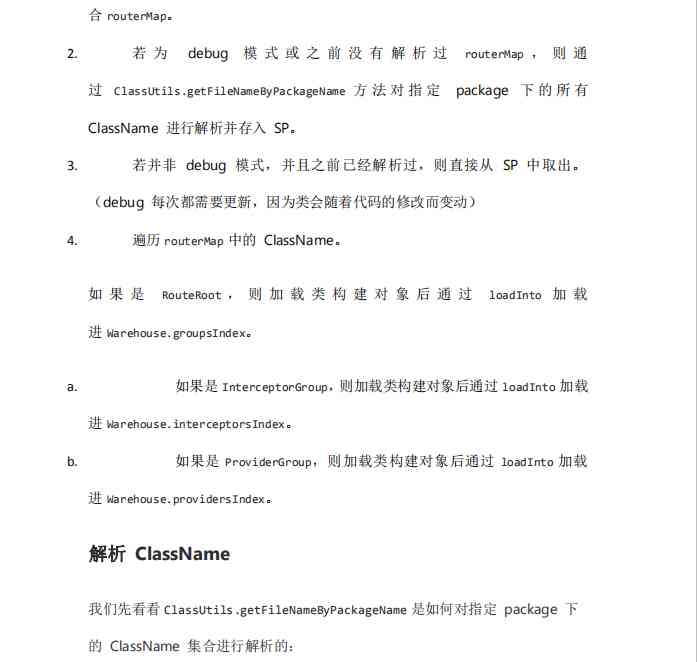 合 routerMap。
2. 若为 debug 模式或之前没有解析过 routerMap，则通
过 ClassUtils.getFileNameByPackageName 方法对指定 package 下的所有
ClassName 进行解析并存入 SP。
3. 若并非 debug 模式，并且之前已经解析过，则直接从 SP 中取出。
（debug 每次都需要更新，因为类会随着代码的修改而变动）
4. 遍历 routerMap 中的 ClassName。
如果是 RouteRoot，则加载类构建对象后通过 loadInto 加载
进 Warehouse.groupsIndex。
a. 如果是 InterceptorGroup，则加载类构建对象后通过 loadInto 加载
进 Warehouse.interceptorsIndex。
b. 如果是 ProviderGroup，则加载类构建对象后通过 loadInto 加载
进 Warehouse.providersIndex。
解析 ClassName
我们先看看 ClassUtils.getFileNameByPackageName 是如何对指定 package 下
的 ClassName 集合进行解析的：